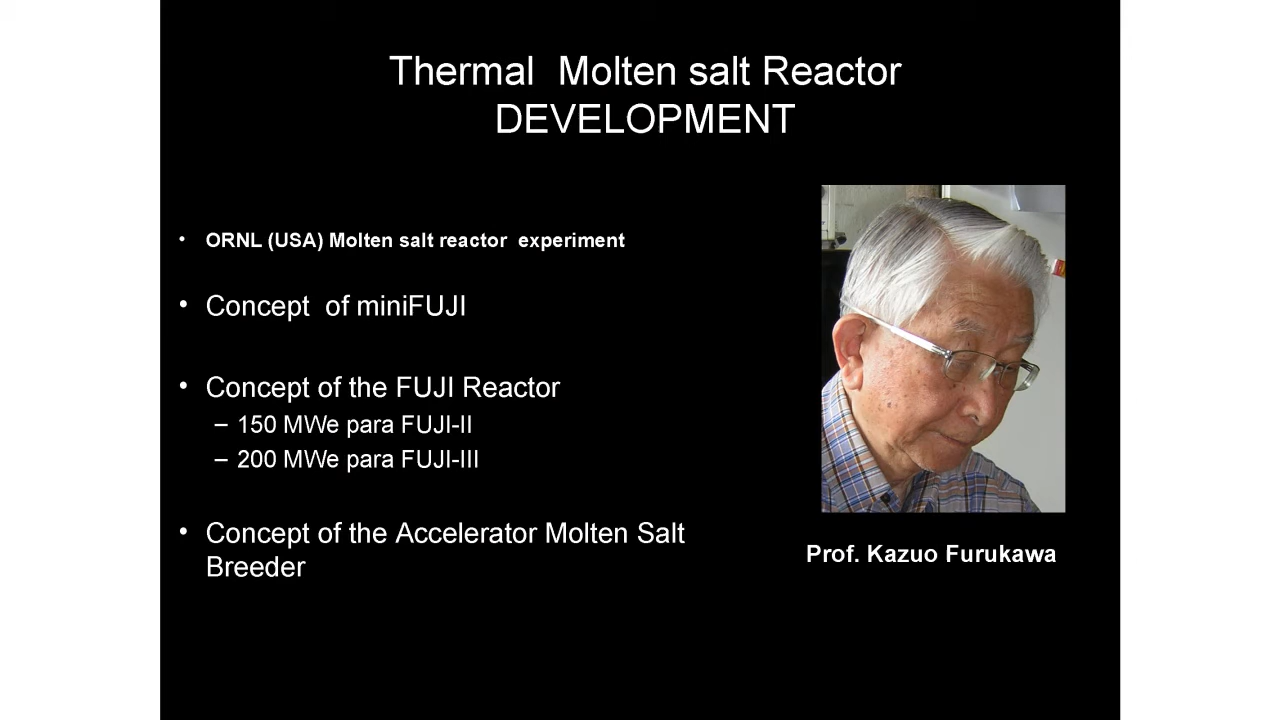 Thermal  Molten salt Reactor
DEVELOPMENT
• ORNL (USA) Molten salt reactor  experiment
• Concept  of miniFUJI
• Concept of the FUJI Reactor
– 150 MWe para FUJI-II
– 200 MWe para FUJI-III
• Concept of the Accelerator Molten Salt
Breeder
Prof. Kazuo Furukawa